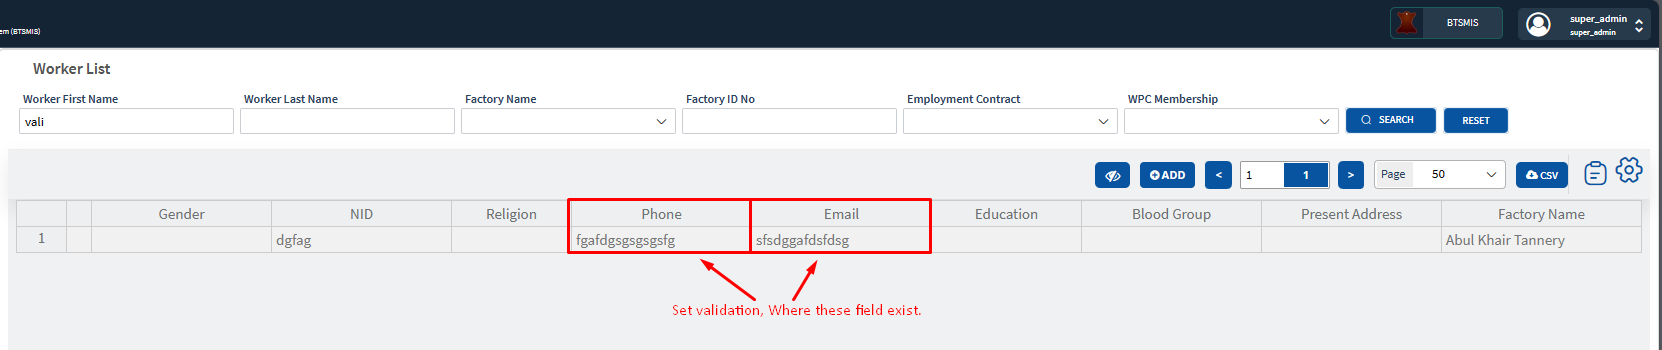 em (BTSMIS)
BTSMIS
super_admin
super_admin
Worker List
Worker First Name
Worker Last Name
Factory Name
Factory ID No
Employment Contract
WPC Membership
vali
SEARCH
RESET
ADD
<
1
1
>
Page
50
CSV
Gender
NID
Religion
Phone
Email
Education
Blood Group
Present Address
Factory Name
1
dgfag
fgafdgsgsgsgsfg
sfsdggafdsfdsg
Abul Khair Tannery
Set validation, Where these field exist.